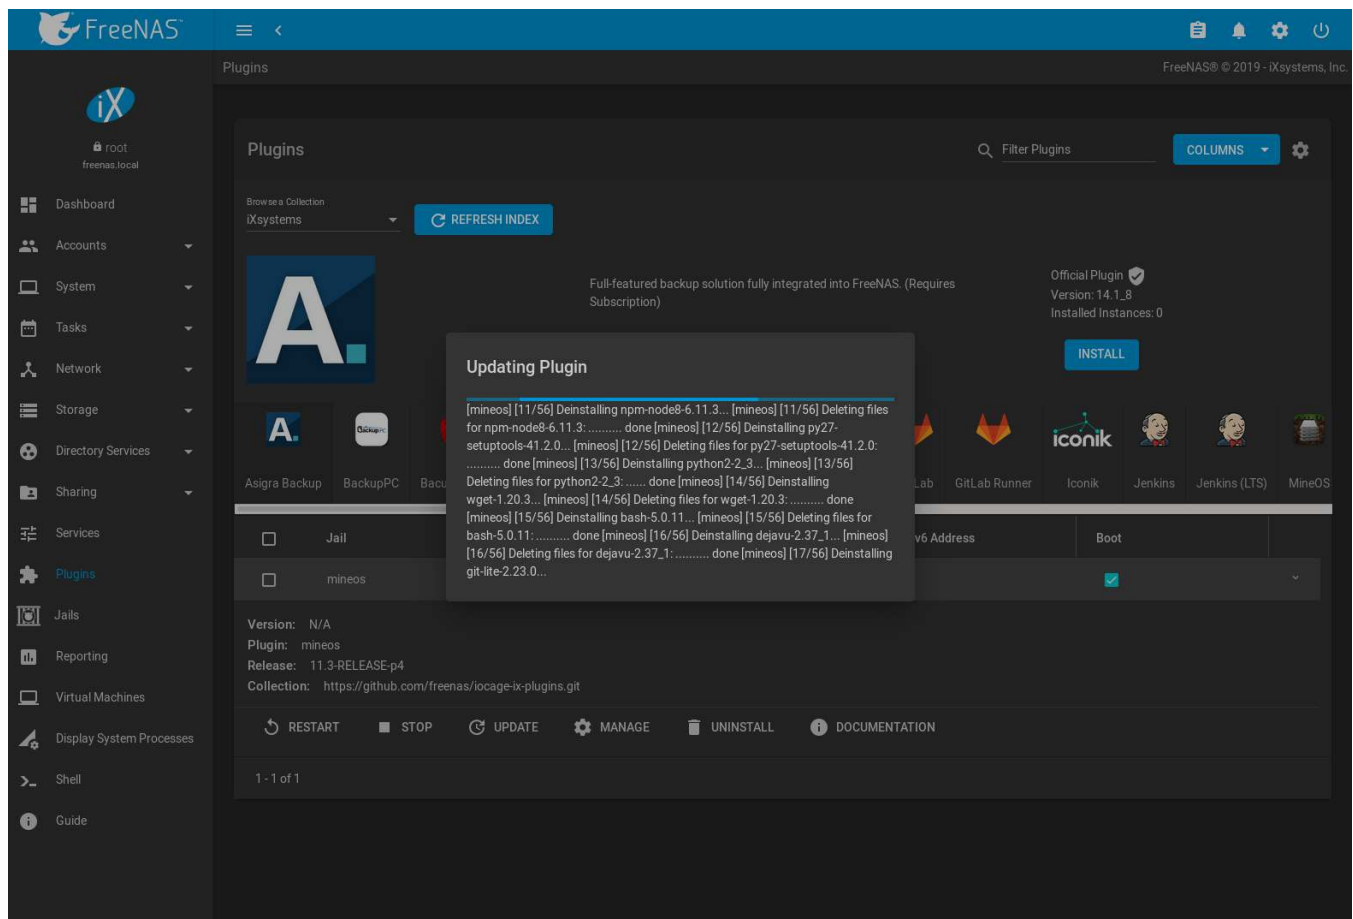 FreeNAS
Plugins
FreeNAS® © 2019 - iXsystems, Inc.
iX
root
freenas.local
Dashboard
Accounts
System
Tasks
Network
Storage
Directory Services
Sharing
Services
Plugins
Jails
Reporting
Virtual Machines
Display System Processes
Shell
Guide
Plugins
Filter Plugins
COLUMNS
Browse a Collection
iXsystems
REFRESH INDEX
A.
Full-featured backup solution fully integrated into FreeNAS. (Requires
Subscription)
Official Plugin
Version: 14.1_8
Installed Instances: 0
INSTALL
Updating Plugin
[mineos] [11/56] Deinstalling npm-node8-6.11.3... [mineos] [11/56] Deleting files
for npm-node8-6.11.3: .......... done [mineos] [12/56] Deinstalling py27-
setuptools-41.2.0... [mineos] [12/56] Deleting files for py27-setuptools-41.2.0:
.......... done [mineos] [13/56] Deinstalling python2-2_3... [mineos] [13/56]
Deleting files for python2-2_3: ...... done [mineos] [14/56] Deinstalling
wget-1.20.3... [mineos] [14/56] Deleting files for wget-1.20.3: .......... done
[mineos] [15/56] Deinstalling bash-5.0.11... [mineos] [15/56] Deleting files for
bash-5.0.11: .......... done [mineos] [16/56] Deinstalling dejavu-2.37_1... [mineos]
[16/56] Deleting files for dejavu-2.37_1: .......... done [mineos] [17/56] Deinstalling
git-lite-2.23.0...
A.
BackupPC
iconik
Asigra Backup
BackupPC
Bacu
Lab
GitLab Runner
Iconik
Jenkins
Jenkins (LTS)
MineOS
Jail
v6 Address
Boot
mineos
Version: N/A
Plugin: mineos
Release: 11.3-RELEASE-p4
Collection: https://github.com/freenas/iocage-ix-plugins.git
RESTART
STOP
UPDATE
MANAGE
UNINSTALL
DOCUMENTATION
1 - 1 of 1